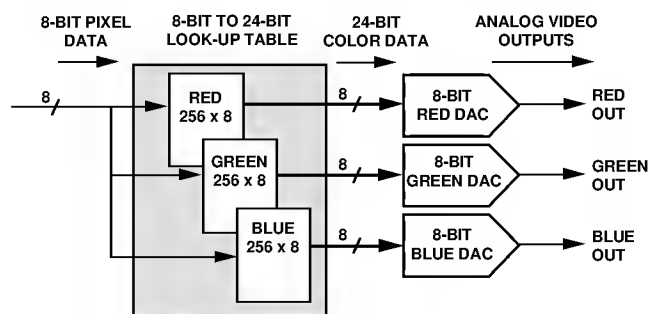 8-BIT PIXEL
DATA
8-BIT TO 24-BIT
LOOK-UP TABLE
24-BIT
COLOR DATA
ANALOG VIDEO
OUTPUTS
8
RED
256 x 8
8
8-BIT
RED DAC
RED
OUT
GREEN
256 x 8
8
8-BIT
GREEN DAC
GREEN
OUT
BLUE
256 x 8
8
8-BIT
BLUE DAC
BLUE
OUT